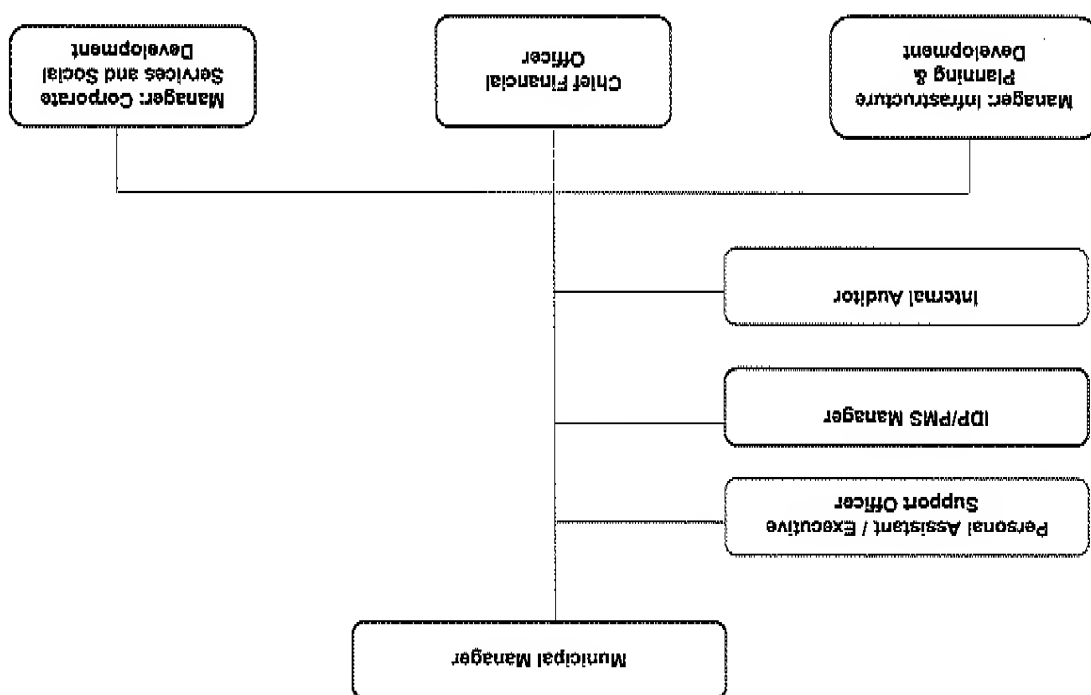 Municipal Manager
Personal Assistant / Executive
Support Officer
IDP/PMS Manager
Internal Auditor
Manager: Infrastructure
Planning &
Development
Chief Financial
Officer
Manager: Corporate
Services and Social
Development